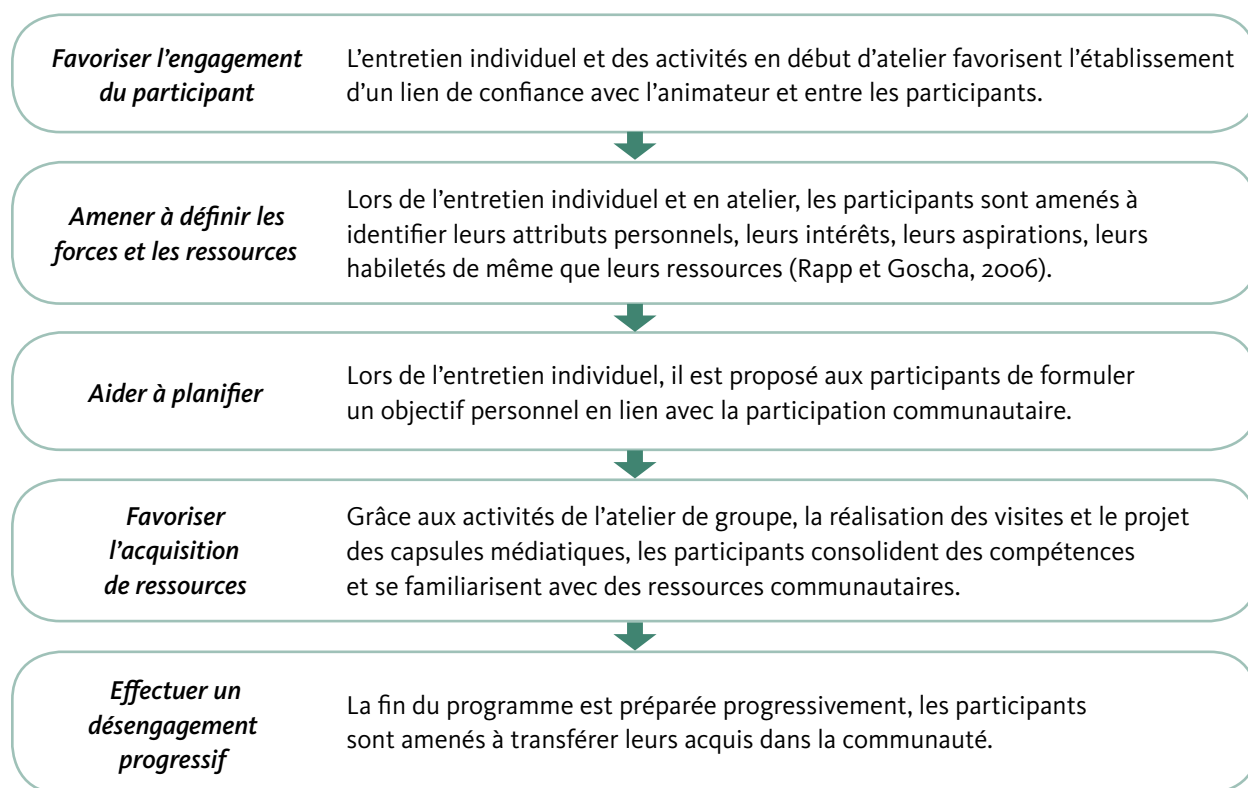 Favoriser l'engagement
du participant
L'entretien individuel et des activités en début d'atelier favorisent l'établissement
d'un lien de confiance avec l'animateur et entre les participants.
Amener à définir les
forces et les ressources
Lors de l'entretien individuel et en atelier, les participants sont amenés à
identifier leurs attributs personnels, leurs intérêts, leurs aspirations, leurs
habiletés de même que leurs ressources (Rapp et Goscha, 2006).
Aider à planifier
Lors de l'entretien individuel, il est proposé aux participants de formuler
un objectif personnel en lien avec la participation communautaire.
Favoriser
l'acquisition
de ressources
Grâce aux activités de l'atelier de groupe, la réalisation des visites et le projet
des capsules médiatiques, les participants consolident des compétences
et se familiarisent avec des ressources communautaires.
Effectuer un
désengagement
progressif
La fin du programme est préparée progressivement, les participants
sont amenés à transférer leurs acquis dans la communauté.